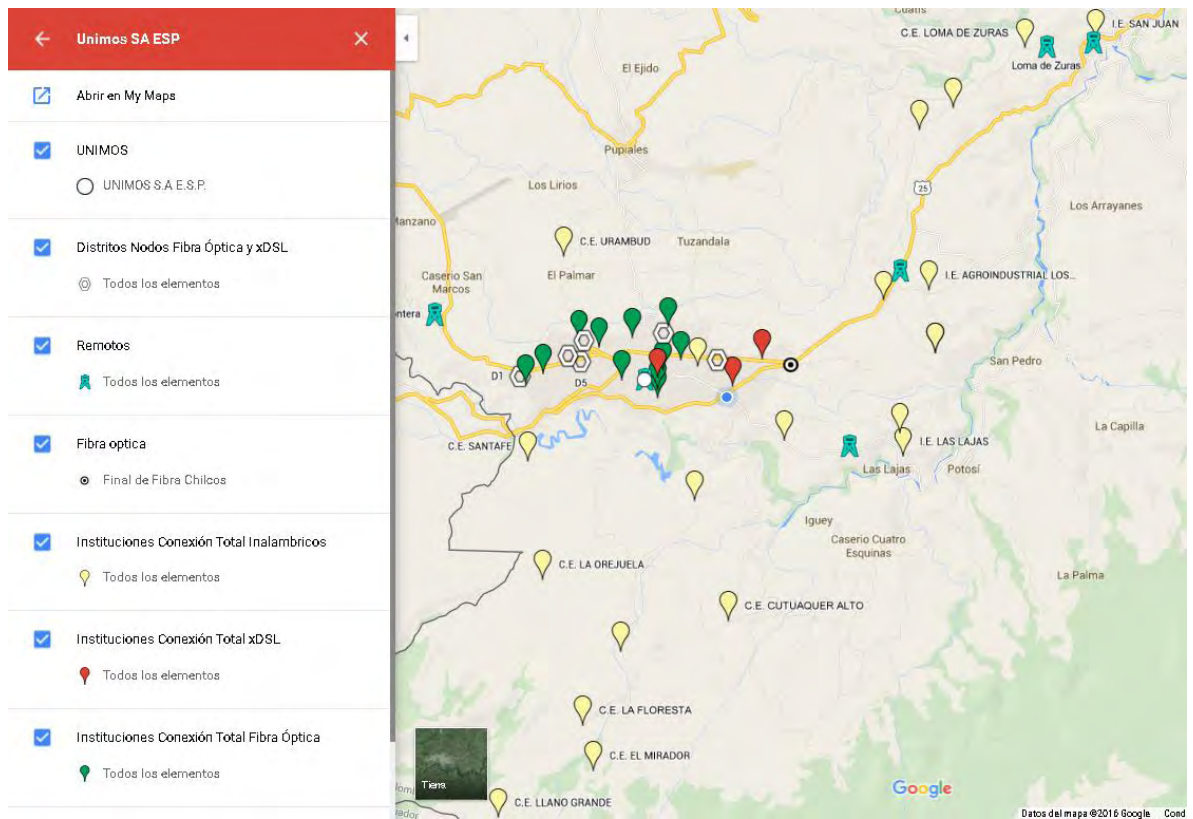 Unimos SA ESP
Abrir en My Maps
UNIMOS
UNIMOS S.A E.S.P.
Distritos Nodos Fibra Óptica y xDSL
Todos los elementos
Remotos
Todos los elementos
Fibra optica
Final de Fibra Chilcos
Instituciones Conexión Total Inalambricos
Todos los elementos
Instituciones Conexión Total xDSL
Todos los elementos
Instituciones Conexión Total Fibra Óptica
Todos los elementos
Cuatis
C.E. LOMA DE ZURAS
I.E. SAN JUAN
Loma de Zuras
El Ejido
Pupiales
Los Lirios
25
Los Arrayanes
Manzano
C.E. URAMBUD
Tuzandala
Caserio San
Marcos
El Palmar
I.E. AGROINDUSTRIAL LOS...
ntera
San Pedro
D1
D5
La Capilla
C.E. SANTAFE
I.E. LAS LAJAS
Las Lajas
Potosí
Iguey
Caserio Cuatro
Esquinas
C.E. LA OREJUELA
La Palma
C.E. CUTUAQUER ALTO
C.E. LA FLORESTA
C.E. EL MIRADOR
Tierra
Google
C.E. LLANO GRANDE
ador
Datos del mapa ©2016 Google
Cond